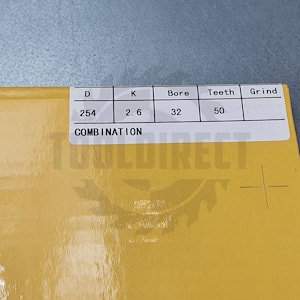 D K Bore Teeth Grind
254 2.6 32 50
COMBINATION
TOOLDIRECT